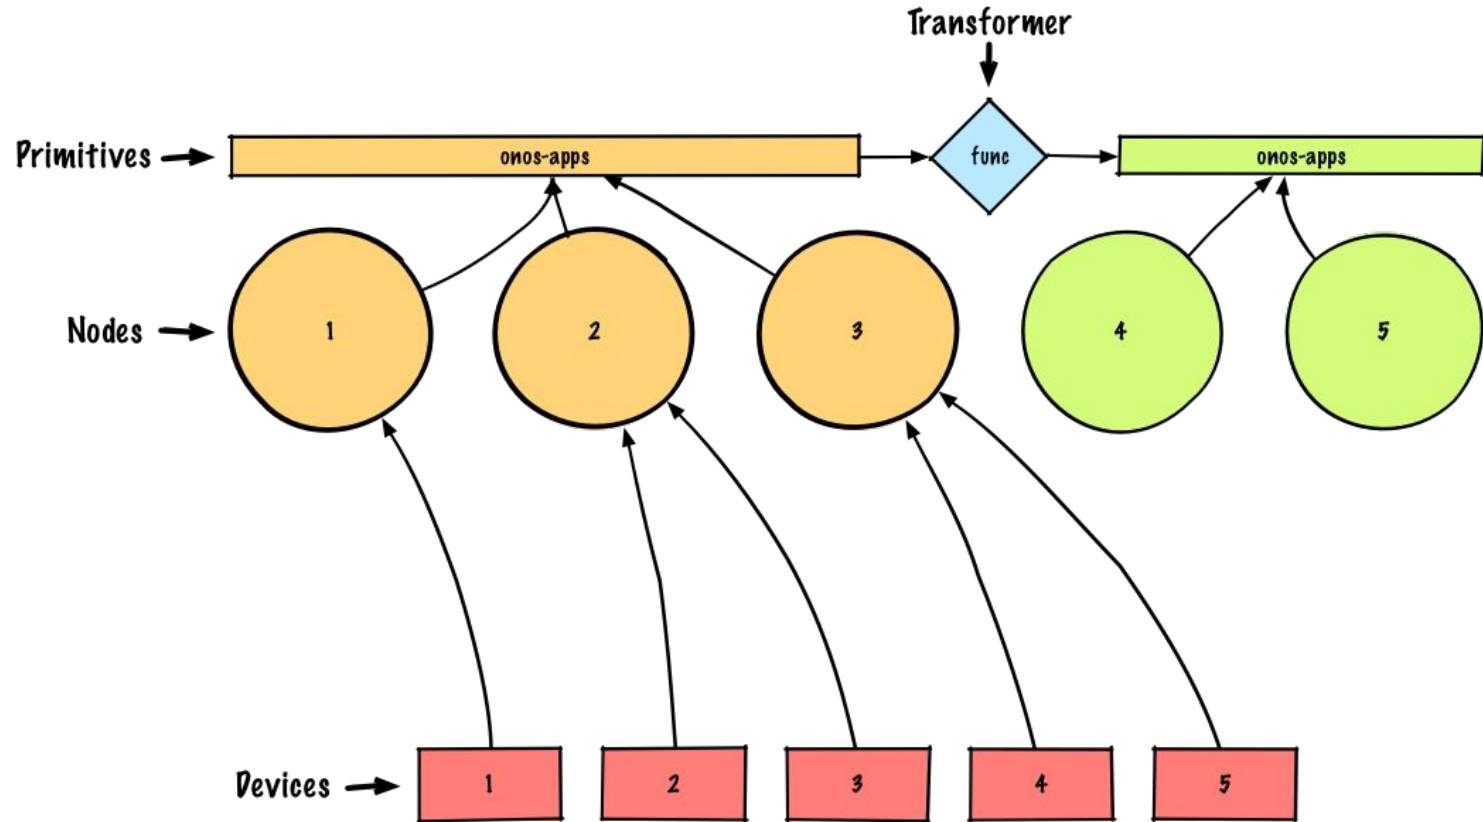 Transformer
Primitives
onos-apps
func
onos-apps
Nodes
1
2
3
4
5
Devices
1
2
3
4
5